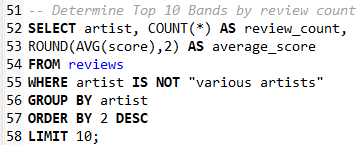 51 -- Determine Top 10 Bands by review count
52 SELECT artist, COUNT(*) AS review_count,
53 ROUND(AVG(score),2) AS average_score
54 FROM reviews
55 WHERE artist IS NOT "various artists"
56 GROUP BY artist
57 ORDER BY 2 DESC
58 LIMIT 10;